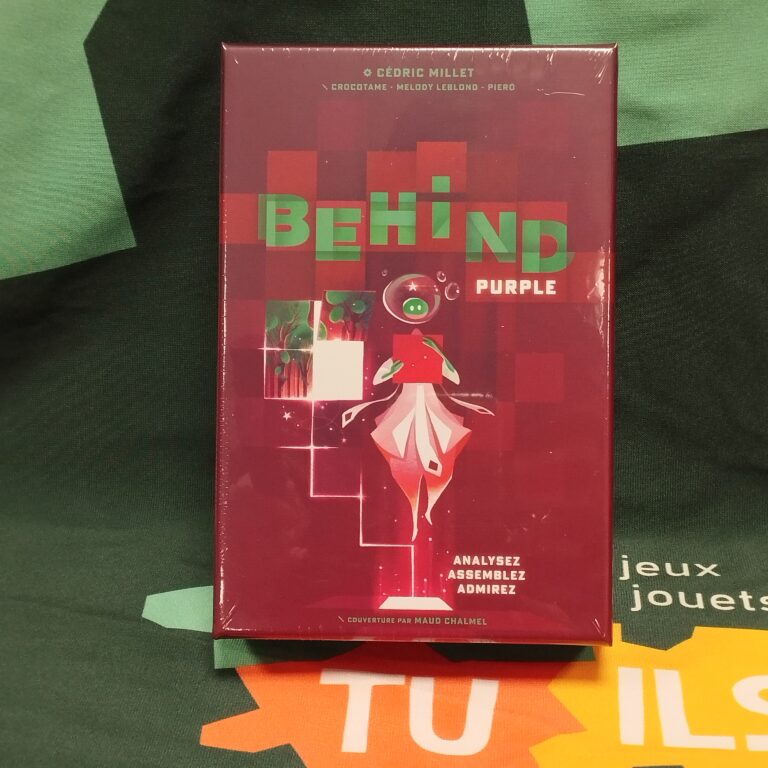 CÉDRIC MILLET
CROCOTAME - MELODY LEBLOND - PIERO
BEHiND
PURPLE
ANALYSEZ
ASSEMBLEZ
ADMIREZ
COUVERTURE PAR MAUD CHALMEL
jeux
jouets
TU
ILS